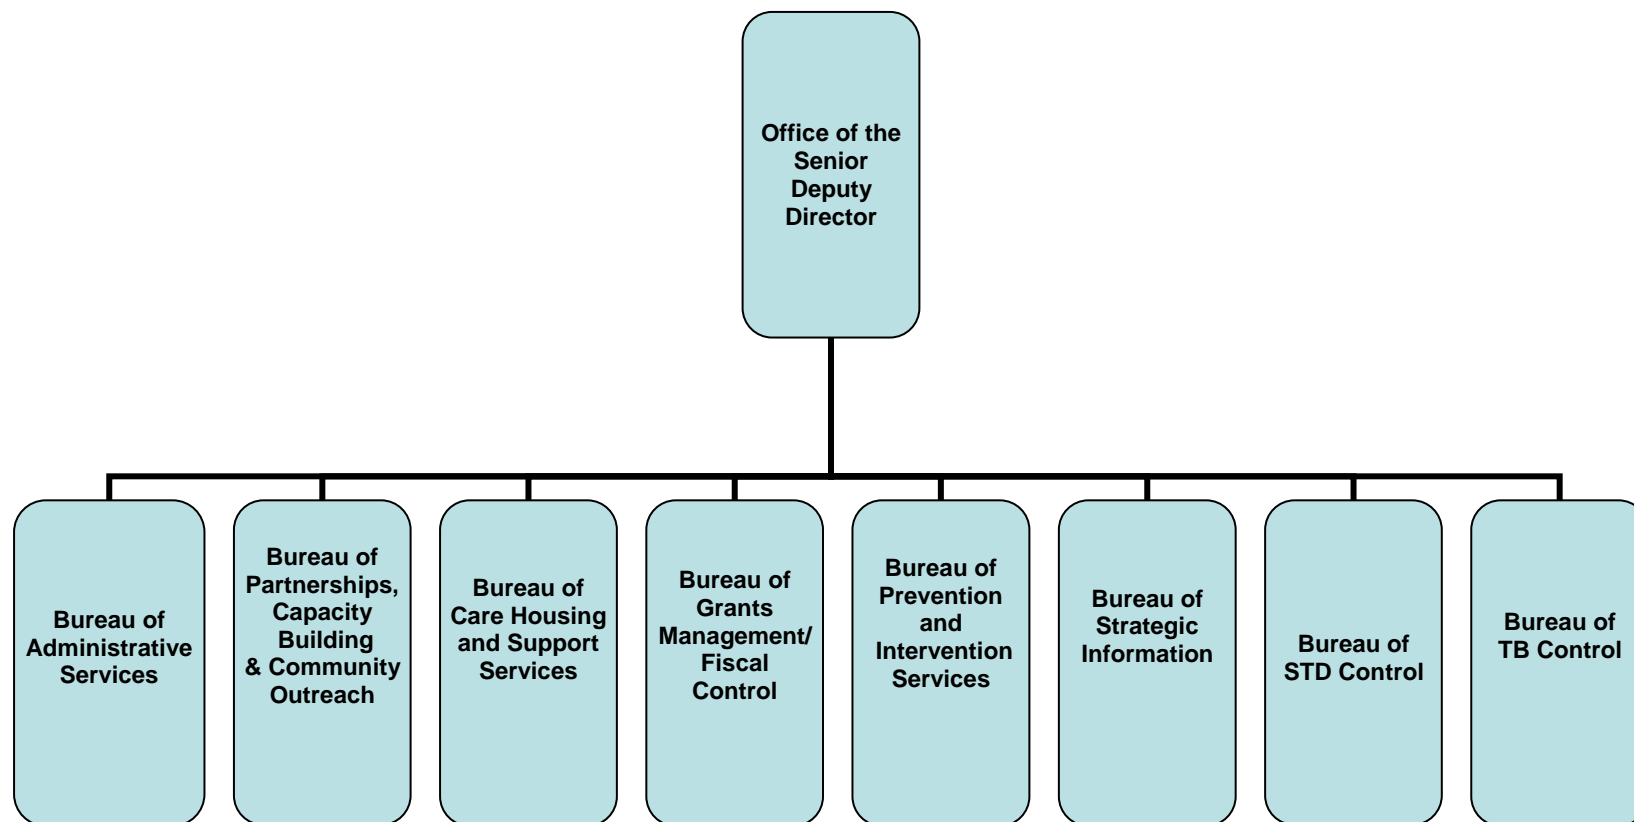 Office of the
Senior
Deputy
Director
Bureau of
Administrative
Services
Bureau of
Partnerships,
Capacity
Building
& Community
Outreach
Bureau of
Care Housing
and Support
Services
Bureau of
Grants
Management/
Fiscal
Control
Bureau of
Prevention
and
Intervention
Services
Bureau of
Strategic
Information
Bureau of
STD Control
Bureau of
TB Control